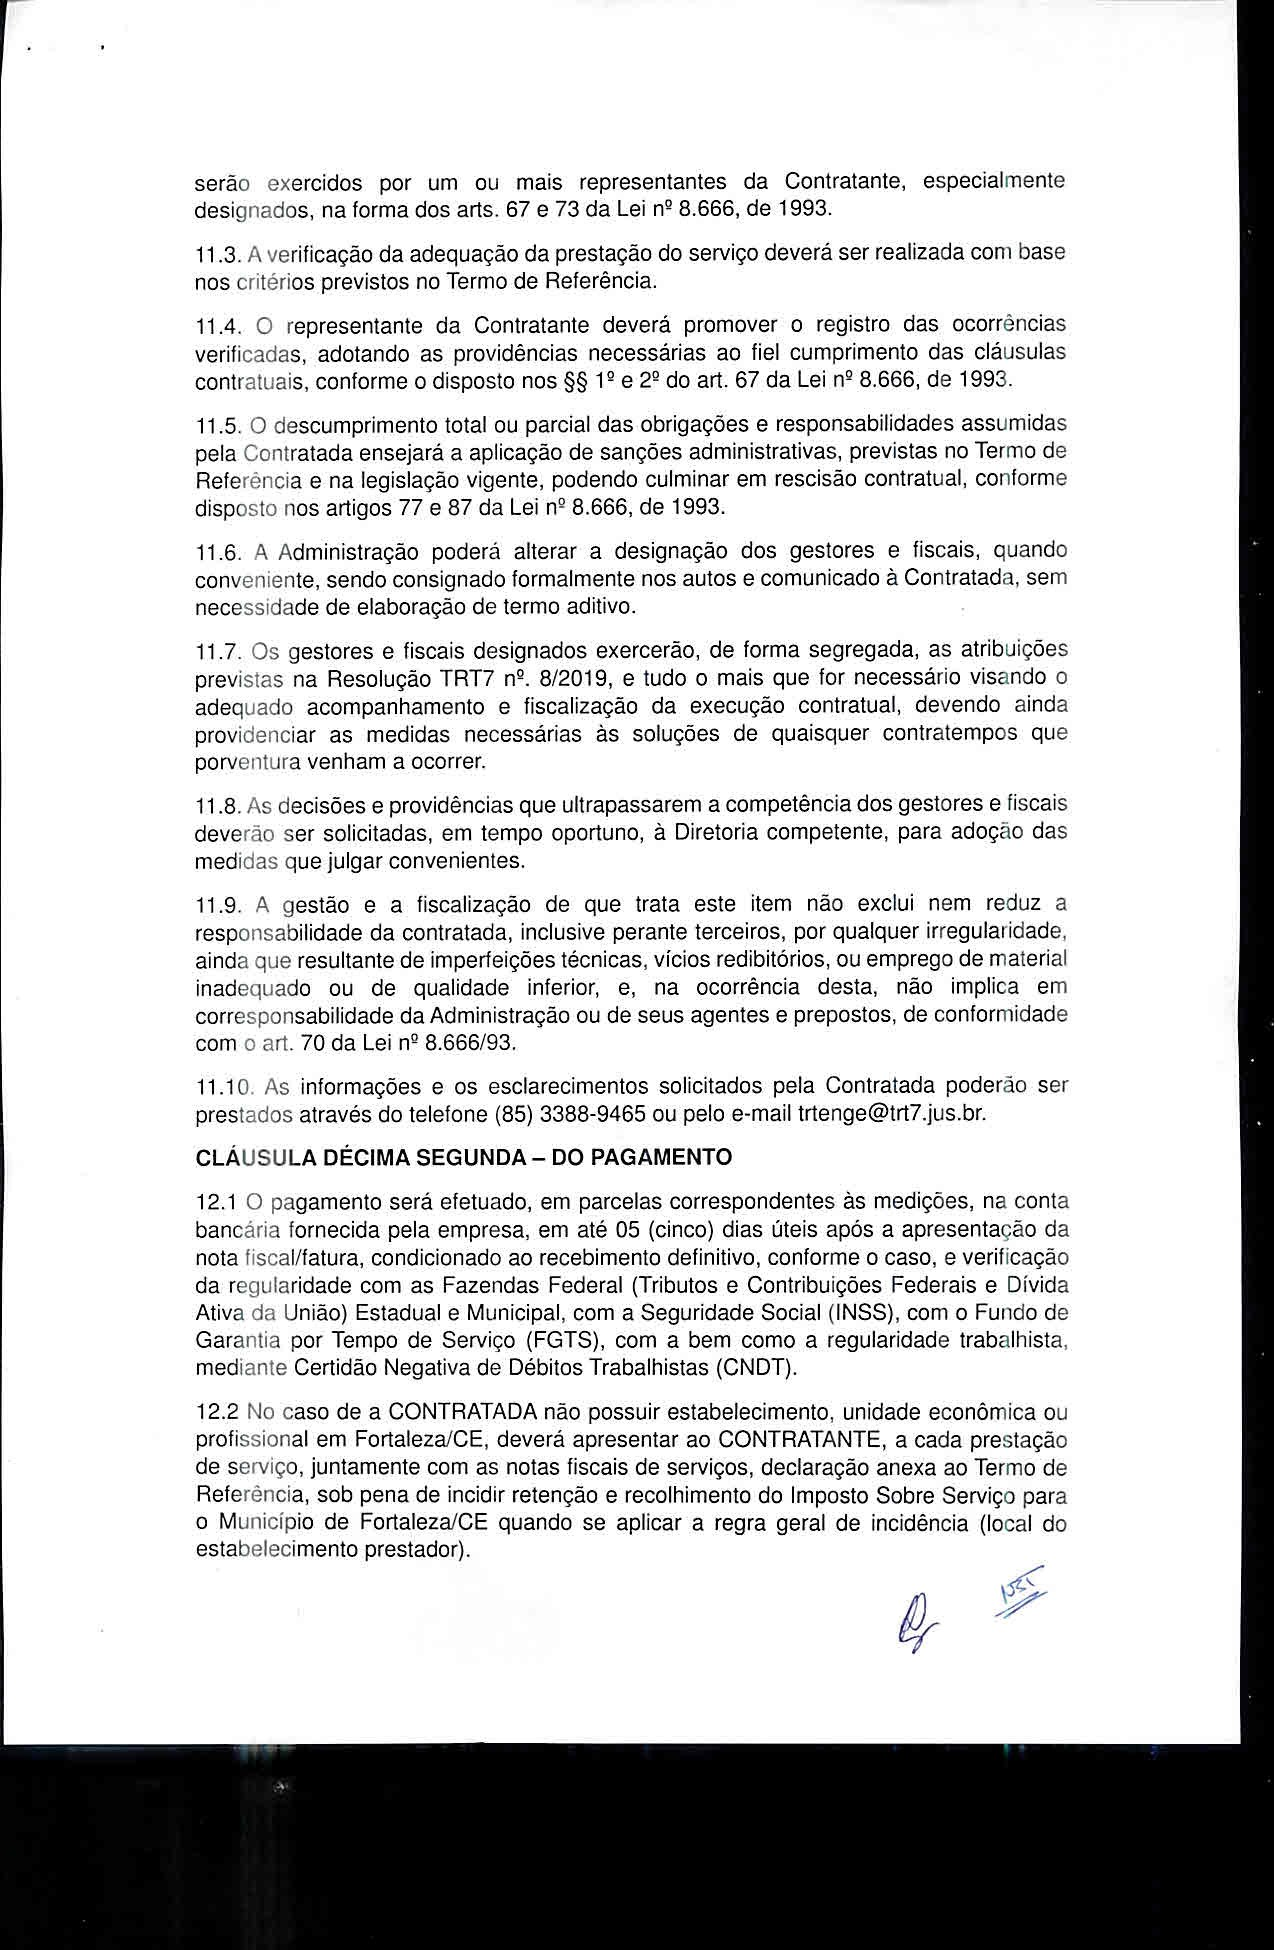 serão exercidos por um ou mais representantes da Contratante, especialmente
designados, na forma dos arts. 67 e 73 da Lei nº 8.666, de 1993.
11.3. A verificação da adequação da prestação do serviço deverá ser realizada com base
nos critérios previstos no Termo de Referência.
11.4. O representante da Contratante deverá promover o registro das ocorrências
verificadas, adotando as providências necessárias ao fiel cumprimento das cláusulas
contratuais, conforme o disposto nos §§ 1º e 2º do art. 67 da Lei nº 8.666, de 1993.
11.5. O descumprimento total ou parcial das obrigações e responsabilidades assumidas
pela Contratada ensejará a aplicação de sanções administrativas, previstas no Termo de
Referência e na legislação vigente, podendo culminar em rescisão contratual, conforme
disposto nos artigos 77 e 87 da Lei nº 8.666, de 1993.
11.6. A Administração poderá alterar a designação dos gestores e fiscais, quando
conveniente, sendo consignado formalmente nos autos e comunicado à Contratada, sem
necessidade de elaboração de termo aditivo.
11.7. Os gestores e fiscais designados exercerão, de forma segregada, as atribuições
previstas na Resolução TRT7 nº. 8/2019, e tudo o mais que for necessário visando o
adequado acompanhamento e fiscalização da execução contratual, devendo ainda
providenciar as medidas necessárias às soluções de quaisquer contratempos que
porventura venham a ocorrer.
11.8. As decisões e providências que ultrapassarem a competência dos gestores e fiscais
deverão ser solicitadas, em tempo oportuno, à Diretoria competente, para adoção das
medidas que julgar convenientes.
11.9. A gestão e a fiscalização de que trata este item não exclui nem reduz a
responsabilidade da contratada, inclusive perante terceiros, por qualquer irregularidade,
ainda que resultante de imperfeições técnicas, vícios redibitórios, ou emprego de material
inadequado ou de qualidade inferior, e, na ocorrência desta, não implica em
corresponsabilidade da Administração ou de seus agentes e prepostos, de conformidade
com o art. 70 da Lei nº 8.666/93.
11.10. As informações e os esclarecimentos solicitados pela Contratada poderão ser
prestados através do telefone (85) 3388-9465 ou pelo e-mail trtenge@trt7.jus.br.
CLÁUSULA DÉCIMA SEGUNDA – DO PAGAMENTO
12.1 O pagamento será efetuado, em parcelas correspondentes às medições, na conta
bancária fornecida pela empresa, em até 05 (cinco) dias úteis após a apresentação da
nota fiscal/fatura, condicionado ao recebimento definitivo, conforme o caso, e verificação
da regularidade com as Fazendas Federal (Tributos e Contribuições Federais e Dívida
Ativa da União) Estadual e Municipal, com a Seguridade Social (INSS), com o Fundo de
Garantia por Tempo de Serviço (FGTS), com a bem como a regularidade trabalhista,
mediante Certidão Negativa de Débitos Trabalhistas (CNDT).
12.2 No caso de a CONTRATADA não possuir estabelecimento, unidade econômica ou
profissional em Fortaleza/CE, deverá apresentar ao CONTRATANTE, a cada prestação
de serviço, juntamente com as notas fiscais de serviços, declaração anexa ao Termo de
Referência, sob pena de incidir retenção e recolhimento do Imposto Sobre Serviço para
o Município de Fortaleza/CE quando se aplicar a regra geral de incidência (local do
estabelecimento prestador).